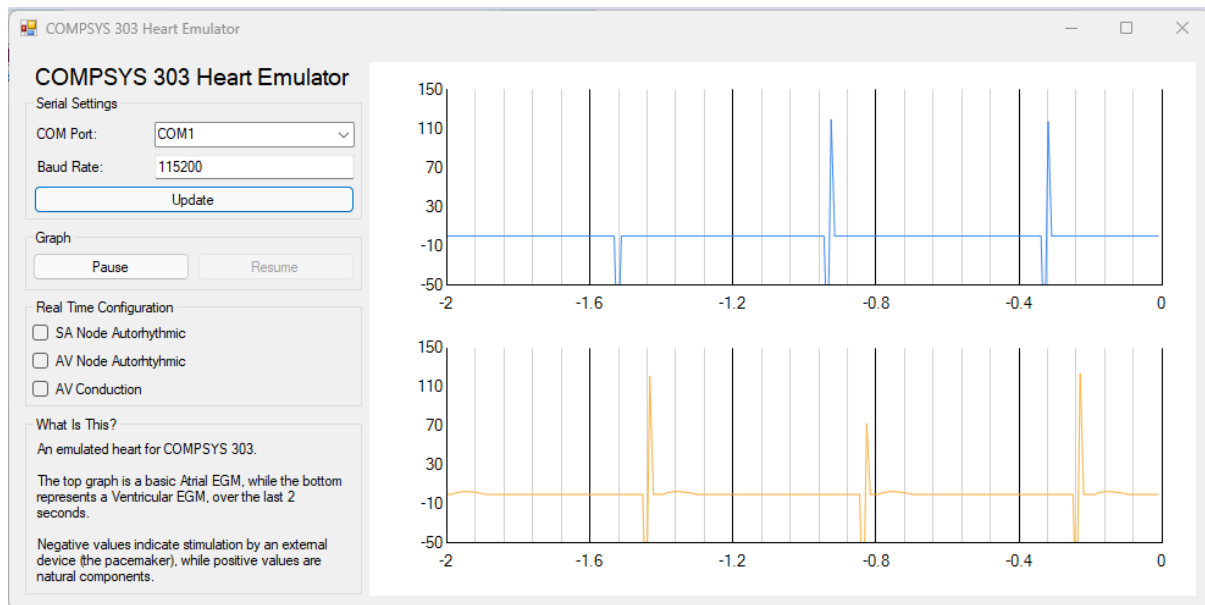 COMPSYS 303 Heart Emulator
COMPSYS 303 Heart Emulator
Serial Settings
COM Port: COM1
Baud Rate: 115200
Update
Graph
Pause Resume
Real Time Configuration
SA Node Autorhythmic
AV Node Autorhtyhmic
AV Conduction
What Is This?
An emulated heart for COMPSYS 303.
The top graph is a basic Atrial EGM, while the bottom
represents a Ventricular EGM, over the last 2
seconds.
Negative values indicate stimulation by an external
device (the pacemaker), while positive values are
natural components.
150
110
70
30
-10
-50
-2 -1.6 -1.2 -0.8 -0.4 0
150
110
70
30
-10
-50
-2 -1.6 -1.2 -0.8 -0.4 0